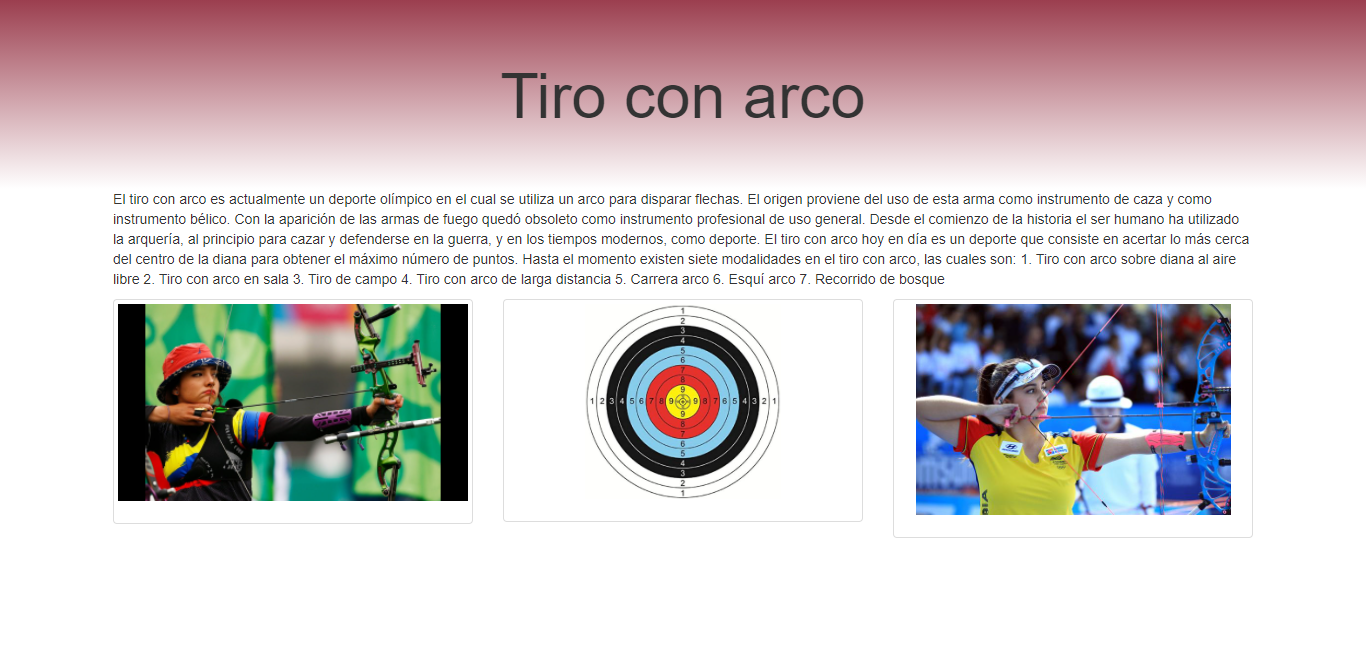 Tiro con arco
El tiro con arco es actualmente un deporte olímpico en el cual se utiliza un arco para disparar flechas. El origen proviene del uso de esta arma como instrumento de caza y como
instrumento bélico. Con la aparición de las armas de fuego quedó obsoleto como instrumento profesional de uso general. Desde el comienzo de la historia el ser humano ha utilizado
la arquería, al principio para cazar y defenderse en la guerra, y en los tiempos modernos, como deporte. El tiro con arco hoy en día es un deporte que consiste en acertar lo más cerca
del centro de la diana para obtener el máximo número de puntos. Hasta el momento existen siete modalidades en el tiro con arco, las cuales son: 1. Tiro con arco sobre diana al aire
libre 2. Tiro con arco en sala 3. Tiro de campo 4. Tiro con arco de larga distancia 5. Carrera arco 6. Esquí arco 7. Recorrido de bosque
1
2
3
4
5
6
7
8
9
1 2 3 4 5 6 7 8 9 9 8 7 6 5 4 3 2 1
9
8
7
6
5
4
3
2
1